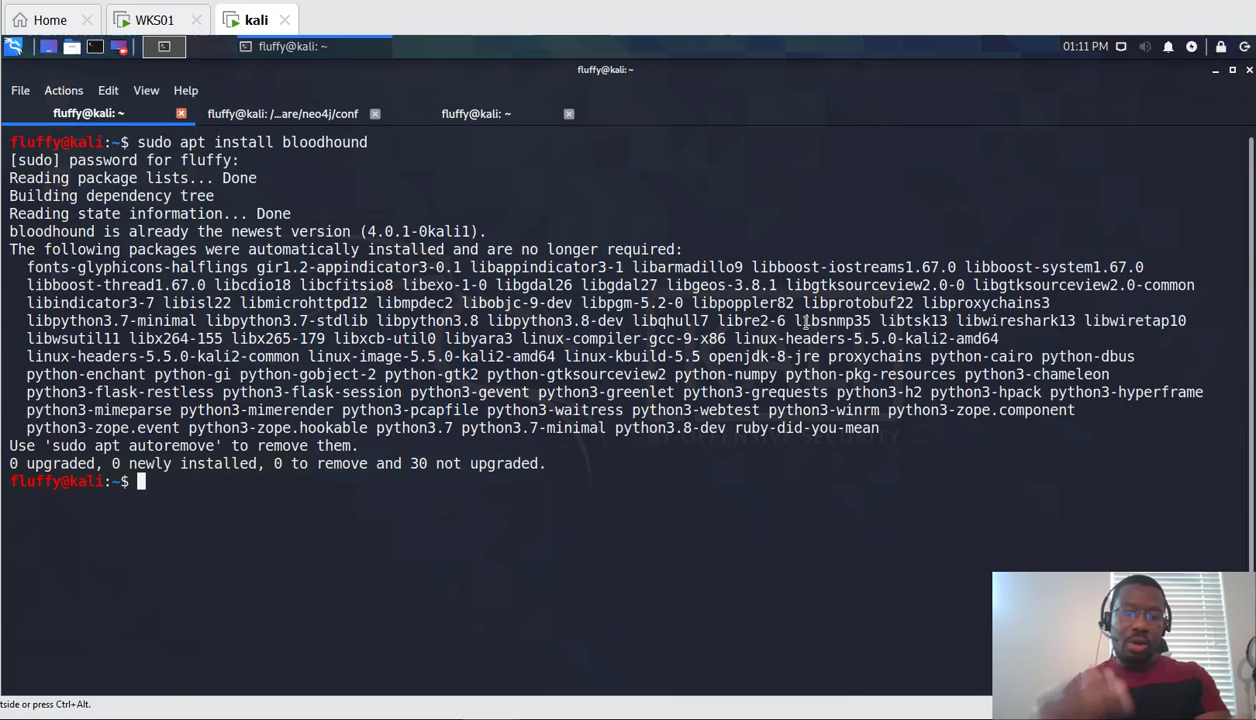 Home
WKS01
kali
fluffy@kali: ~
01:11 PM
fluffy@kali: ~
File Actions Edit View Help
fluffy@kali: ~
fluffy@kali: /...are/neo4j/conf
fluffy@kali: ~
fluffy@kali:~$ sudo apt install bloodhound
[sudo] password for fluffy:
Reading package lists... Done
Building dependency tree
Reading state information... Done
bloodhound is already the newest version (4.0.1-0kali1).
The following packages were automatically installed and are no longer required:
fonts-glyphicons-halflings gir1.2-appindicator3-0.1 libappindicator3-1 libarmadillo9 libboost-iostreams1.67.0 libboost-system1.67.0
libboost-thread1.67.0 libcdio18 libcfitsio8 libexo-1-0 libgdal26 libgdal27 libgeos-3.8.1 libgtksourceview2.0-0 libgtksourceview2.0-common
libindicator3-7 libisl22 libmicrohttpd12 libmpdec2 libobjc-9-dev libpgm-5.2-0 libpoppler82 libprotobuf22 libproxychains3
libpython3.7-minimal libpython3.7-stdlib libpython3.8 libpython3.8-dev libqhull7 libre2-6 libsnmp35 libtsk13 libwireshark13 libwiretap10
libwsutil11 libx264-155 libx265-179 libxcb-util0 libyara3 linux-compiler-gcc-9-x86 linux-headers-5.5.0-kali2-amd64
linux-headers-5.5.0-kali2-common linux-image-5.5.0-kali2-amd64 linux-kbuild-5.5 openjdk-8-jre proxychains python-cairo python-dbus
python-enchant python-gi python-gobject-2 python-gtk2 python-gtksourceview2 python-numpy python-pkg-resources python3-chameleon
python3-flask-restless python3-flask-session python3-gevent python3-greenlet python3-grequests python3-h2 python3-hpack python3-hyperframe
python3-mimeparse python3-mimerender python3-pcapfile python3-waitress python3-webtest python3-winrm python3-zope.component
python3-zope.event python3-zope.hookable python3.7 python3.7-minimal python3.8-dev ruby-did-you-mean
Use 'sudo apt autoremove' to remove them.
0 upgraded, 0 newly installed, 0 to remove and 30 not upgraded.
fluffy@kali:~$
tside or press Ctrl+Alt.